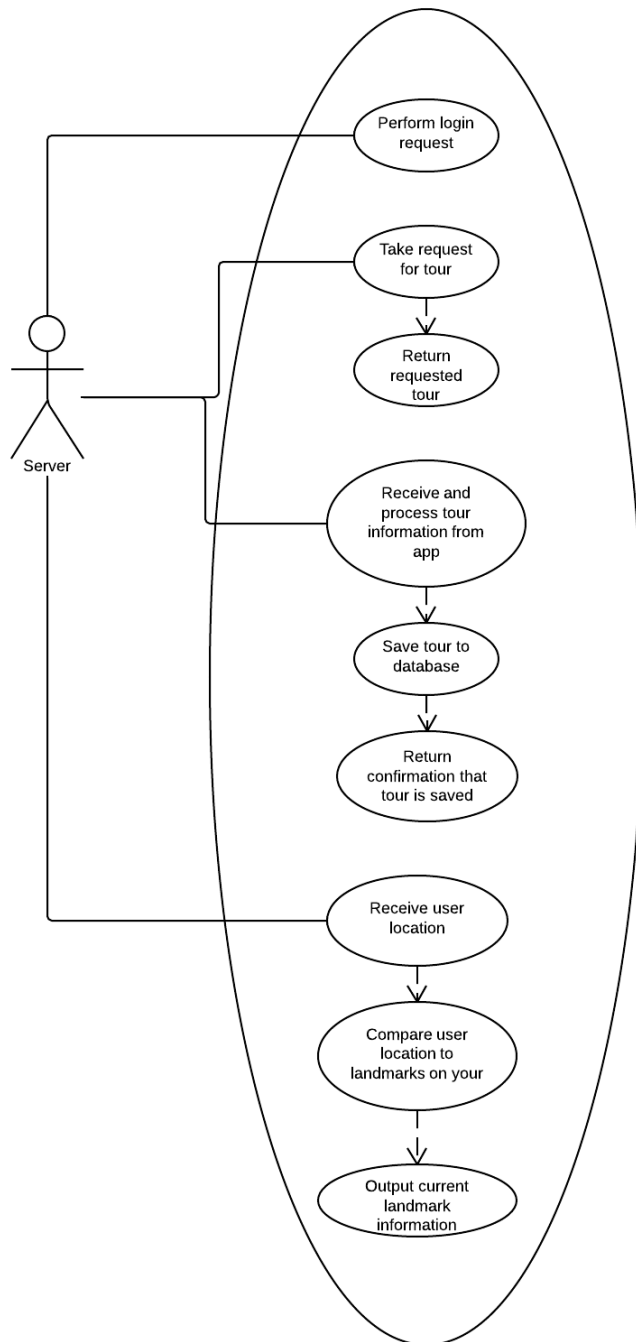 Perform login
request
Take request
for tour
Return
requested
tour
Server
Receive and
process tour
information from
app
Save tour to
database
Return
confirmation that
tour is saved
Receive user
location
Compare user
location to
landmarks on your
Output current
landmark
information